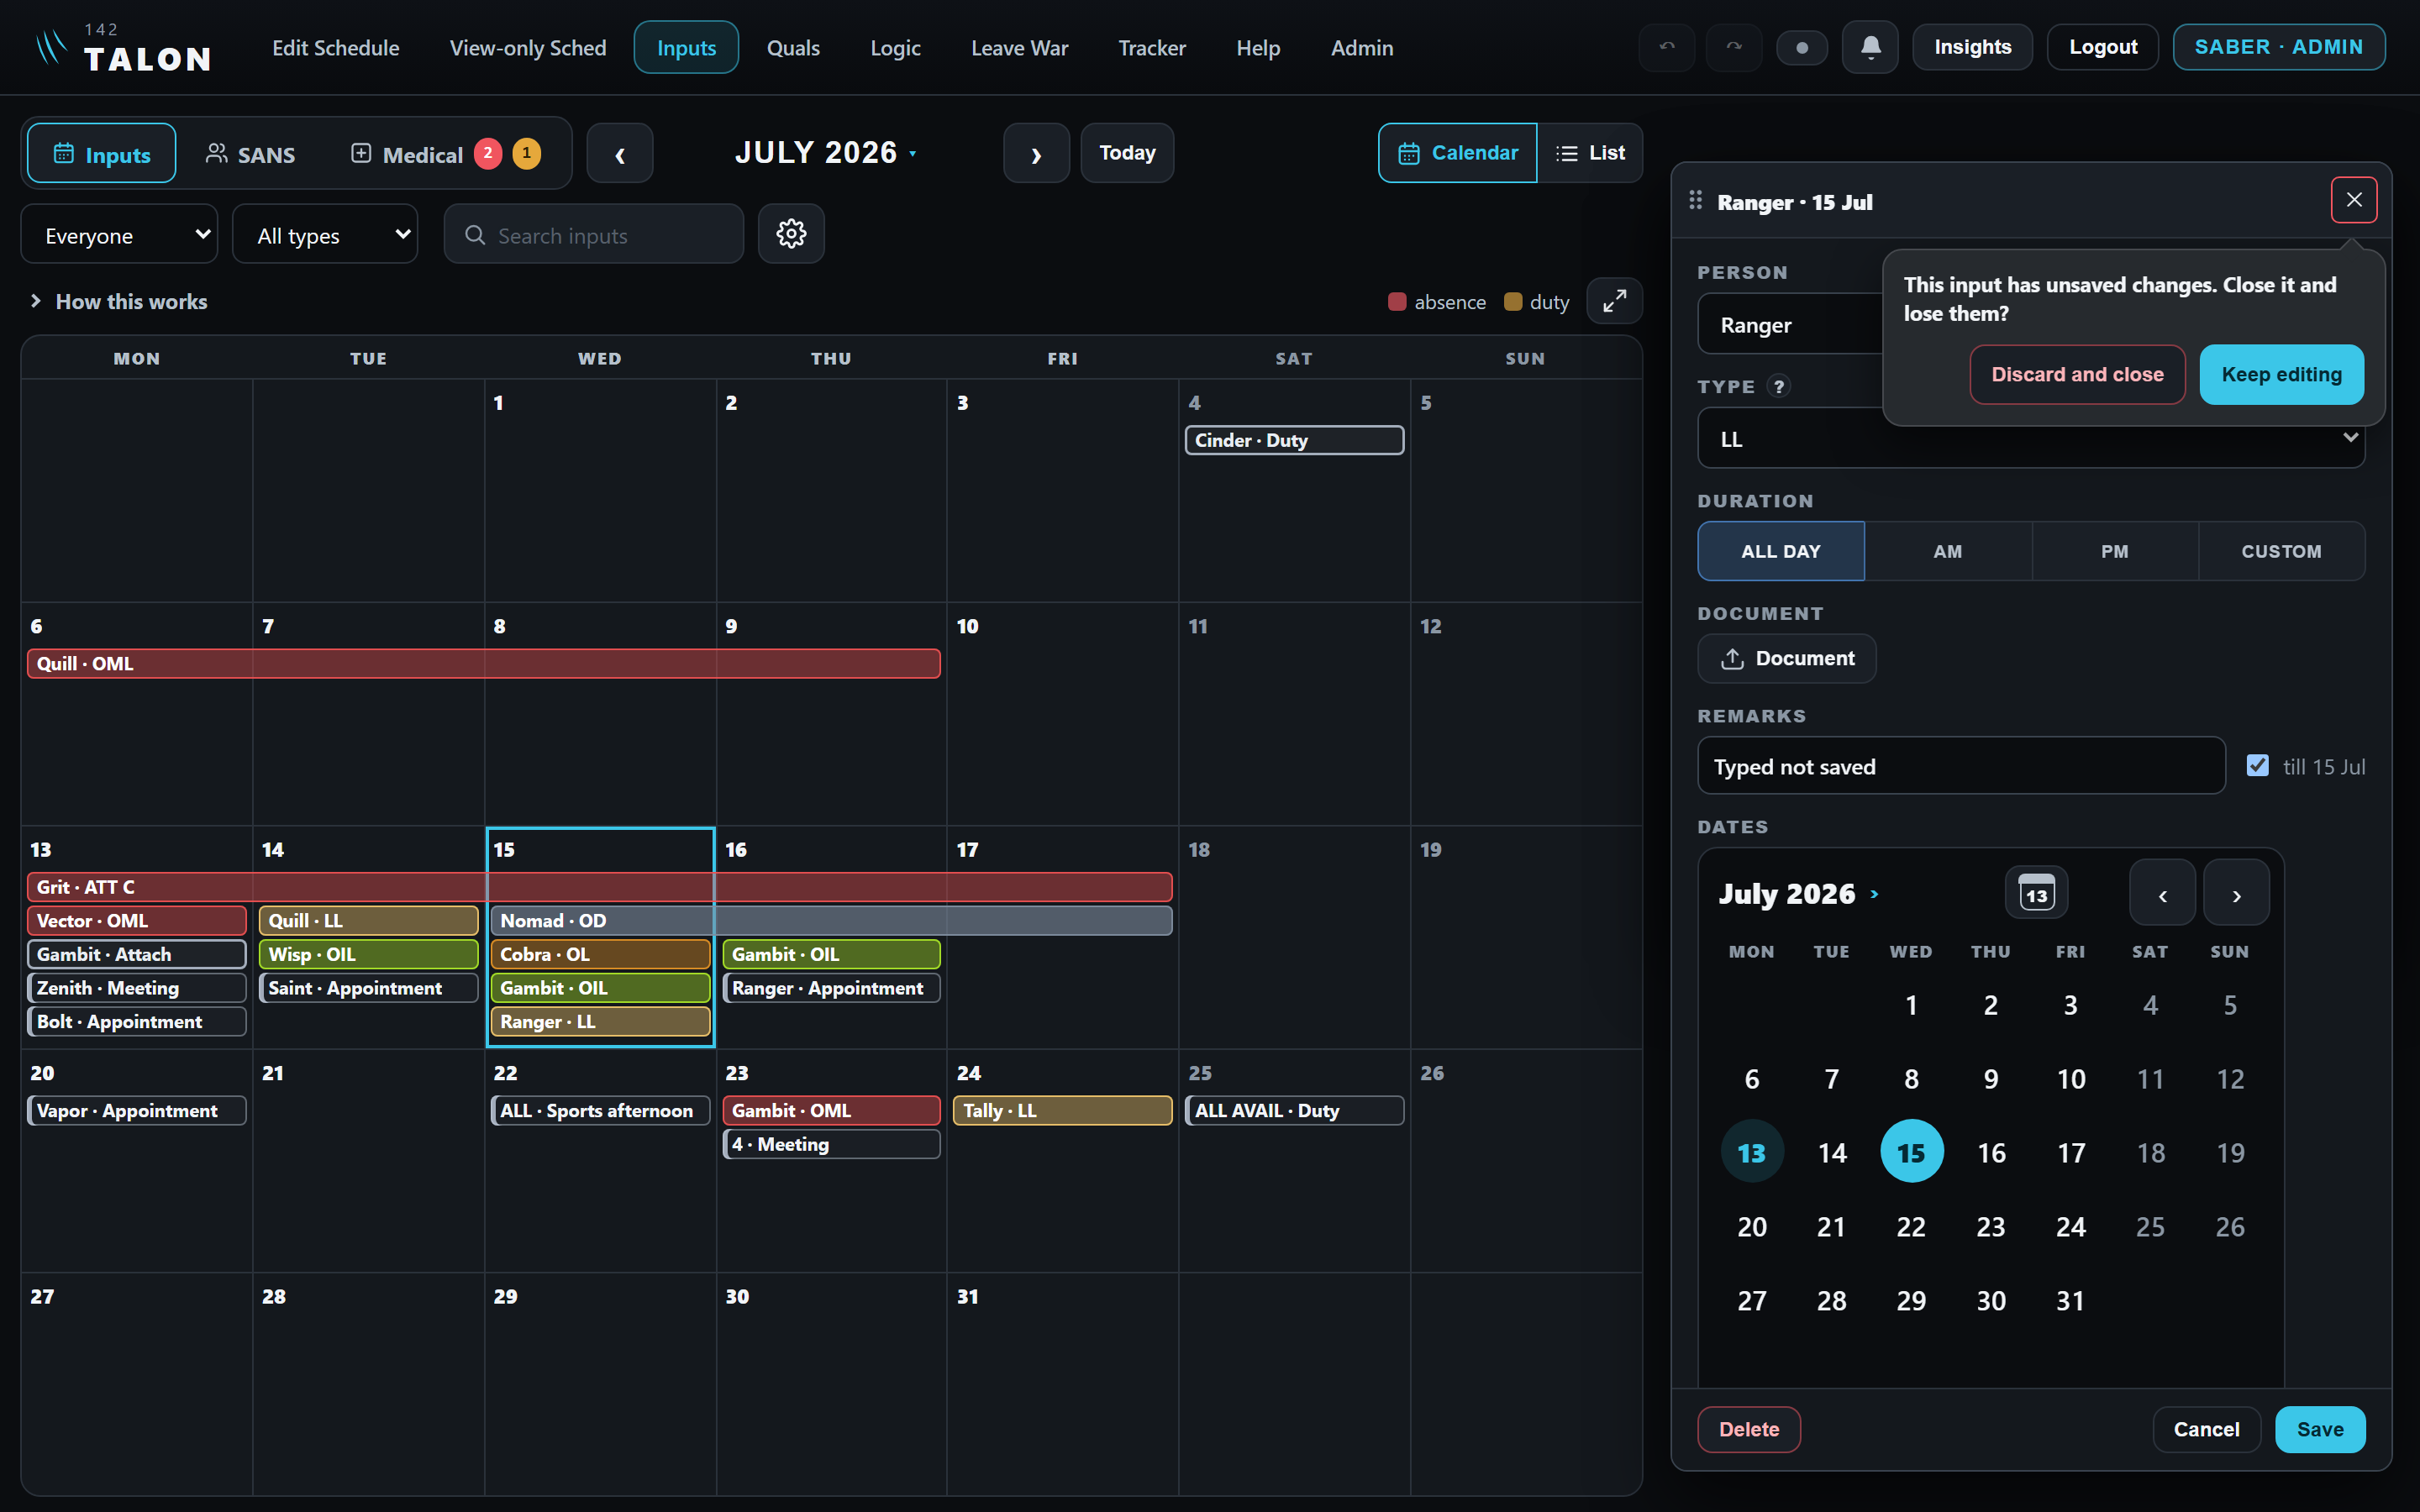 142
TALON
Edit Schedule
View-only Sched
Inputs
Quals
Logic
Leave War
Tracker
Help
Admin
Insights
Logout
SABER · ADMIN
Inputs
SANS
Medical 2 1
‹
JULY 2026
›
Today
Calendar
List
Everyone
All types
Search inputs
How this works
absence
duty
MON TUE WED THU FRI SAT SUN
1 2 3 4 5
Cinder · Duty
6 7 8 9 10 11 12
Quill · OML
13 14 15 16 17 18 19
Grit · ATT C
Vector · OML
Quill · LL
Nomad · OD
Gambit · Attach
Wisp · OIL
Cobra · OL
Gambit · OIL
Zenith · Meeting
Saint · Appointment
Gambit · OIL
Ranger · Appointment
Bolt · Appointment
Ranger · LL
20 21 22 23 24 25 26
Vapor · Appointment
ALL · Sports afternoon
Gambit · OML
Tally · LL
ALL AVAIL · Duty
4 · Meeting
27 28 29 30 31
Ranger · 15 Jul
This input has unsaved changes. Close it and
lose them?
Discard and close
Keep editing
PERSON
Ranger
TYPE ?
LL
DURATION
ALL DAY
AM
PM
CUSTOM
DOCUMENT
Document
REMARKS
Typed not saved
till 15 Jul
DATES
July 2026 ›
13
‹
›
MON TUE WED THU FRI SAT SUN
1 2 3 4 5
6 7 8 9 10 11 12
13 14 15 16 17 18 19
20 21 22 23 24 25 26
27 28 29 30 31
Delete
Cancel
Save